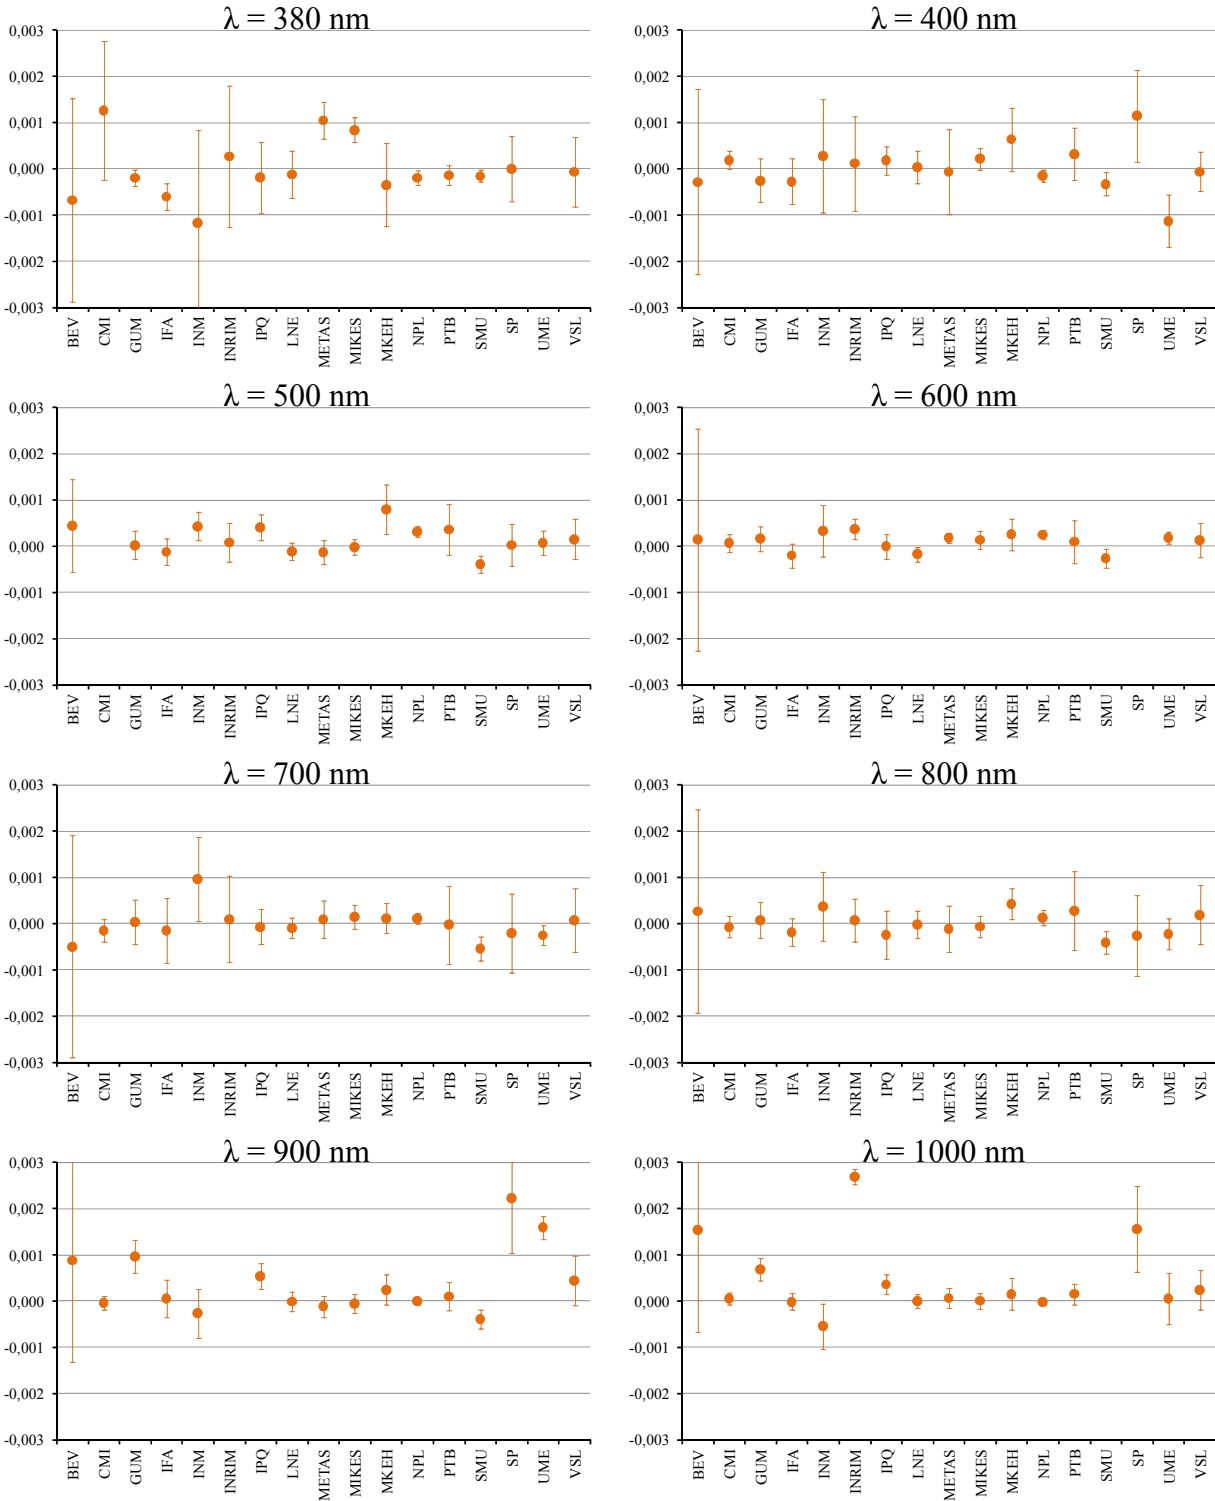 λ = 380 nm
0,003
0,002
0,001
0,000
-0,001
-0,002
-0,003
BEV
CMI
GUM
IFA
INM
INRIM
IPQ
LNE
METAS
MIKES
MKEH
NPL
PTB
SMU
SP
UME
VSL
λ = 400 nm
0,003
0,002
0,001
0,000
-0,001
-0,002
-0,003
BEV
CMI
GUM
IFA
INM
INRIM
IPQ
LNE
METAS
MIKES
MKEH
NPL
PTB
SMU
SP
UME
VSL
λ = 500 nm
0,003
0,002
0,001
0,000
-0,001
-0,002
-0,003
BEV
CMI
GUM
IFA
INM
INRIM
IPQ
LNE
METAS
MIKES
MKEH
NPL
PTB
SMU
SP
UME
VSL
λ = 600 nm
0,003
0,002
0,001
0,000
-0,001
-0,002
-0,003
BEV
CMI
GUM
IFA
INM
INRIM
IPQ
LNE
METAS
MIKES
MKEH
NPL
PTB
SMU
SP
UME
VSL
λ = 700 nm
0,003
0,002
0,001
0,000
-0,001
-0,002
-0,003
BEV
CMI
GUM
IFA
INM
INRIM
IPQ
LNE
METAS
MIKES
MKEH
NPL
PTB
SMU
SP
UME
VSL
λ = 800 nm
0,003
0,002
0,001
0,000
-0,001
-0,002
-0,003
BEV
CMI
GUM
IFA
INM
INRIM
IPQ
LNE
METAS
MIKES
MKEH
NPL
PTB
SMU
SP
UME
VSL
λ = 900 nm
0,003
0,002
0,001
0,000
-0,001
-0,002
-0,003
BEV
CMI
GUM
IFA
INM
INRIM
IPQ
LNE
METAS
MIKES
MKEH
NPL
PTB
SMU
SP
UME
VSL
λ = 1000 nm
0,003
0,002
0,001
0,000
-0,001
-0,002
-0,003
BEV
CMI
GUM
IFA
INM
INRIM
IPQ
LNE
METAS
MIKES
MKEH
NPL
PTB
SMU
SP
UME
VSL